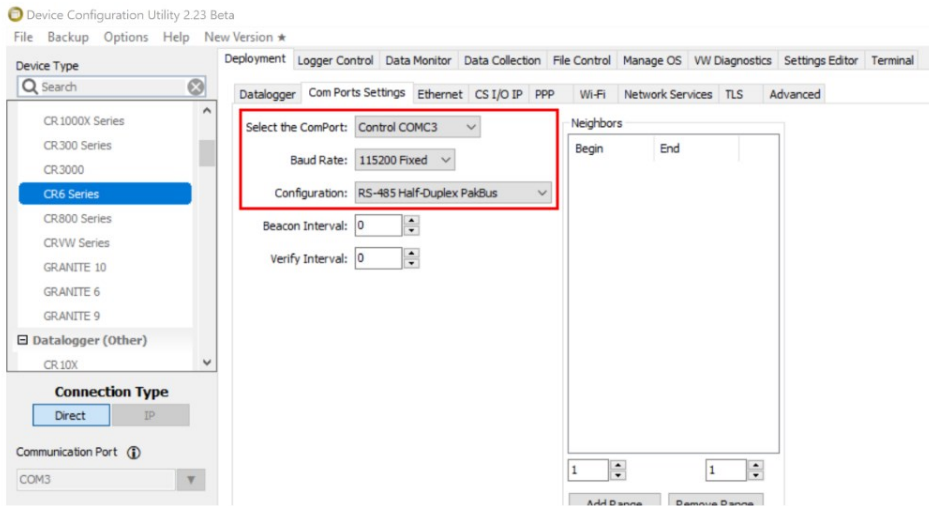 Device Configuration Utility 2.23 Beta
File Backup Options Help New Version ★
Device Type
Search
CR1000X Series
CR300 Series
CR3000
CR6 Series
CR800 Series
CRVW Series
GRANITE 10
GRANITE 6
GRANITE 9
Datalogger (Other)
CR10X
Connection Type
Direct IP
Communication Port
COM3
Deployment Logger Control Data Monitor Data Collection File Control Manage OS VW Diagnostics Settings Editor Terminal
Datalogger Com Ports Settings Ethernet CS I/O IP PPP Wi-Fi Network Services TLS Advanced
Select the ComPort: Control COMC3
Baud Rate: 115200 Fixed
Configuration: RS-485 Half-Duplex PakBus
Beacon Interval: 0
Verify Interval: 0
Neighbors
Begin End
1 1
Add Range Remove Range